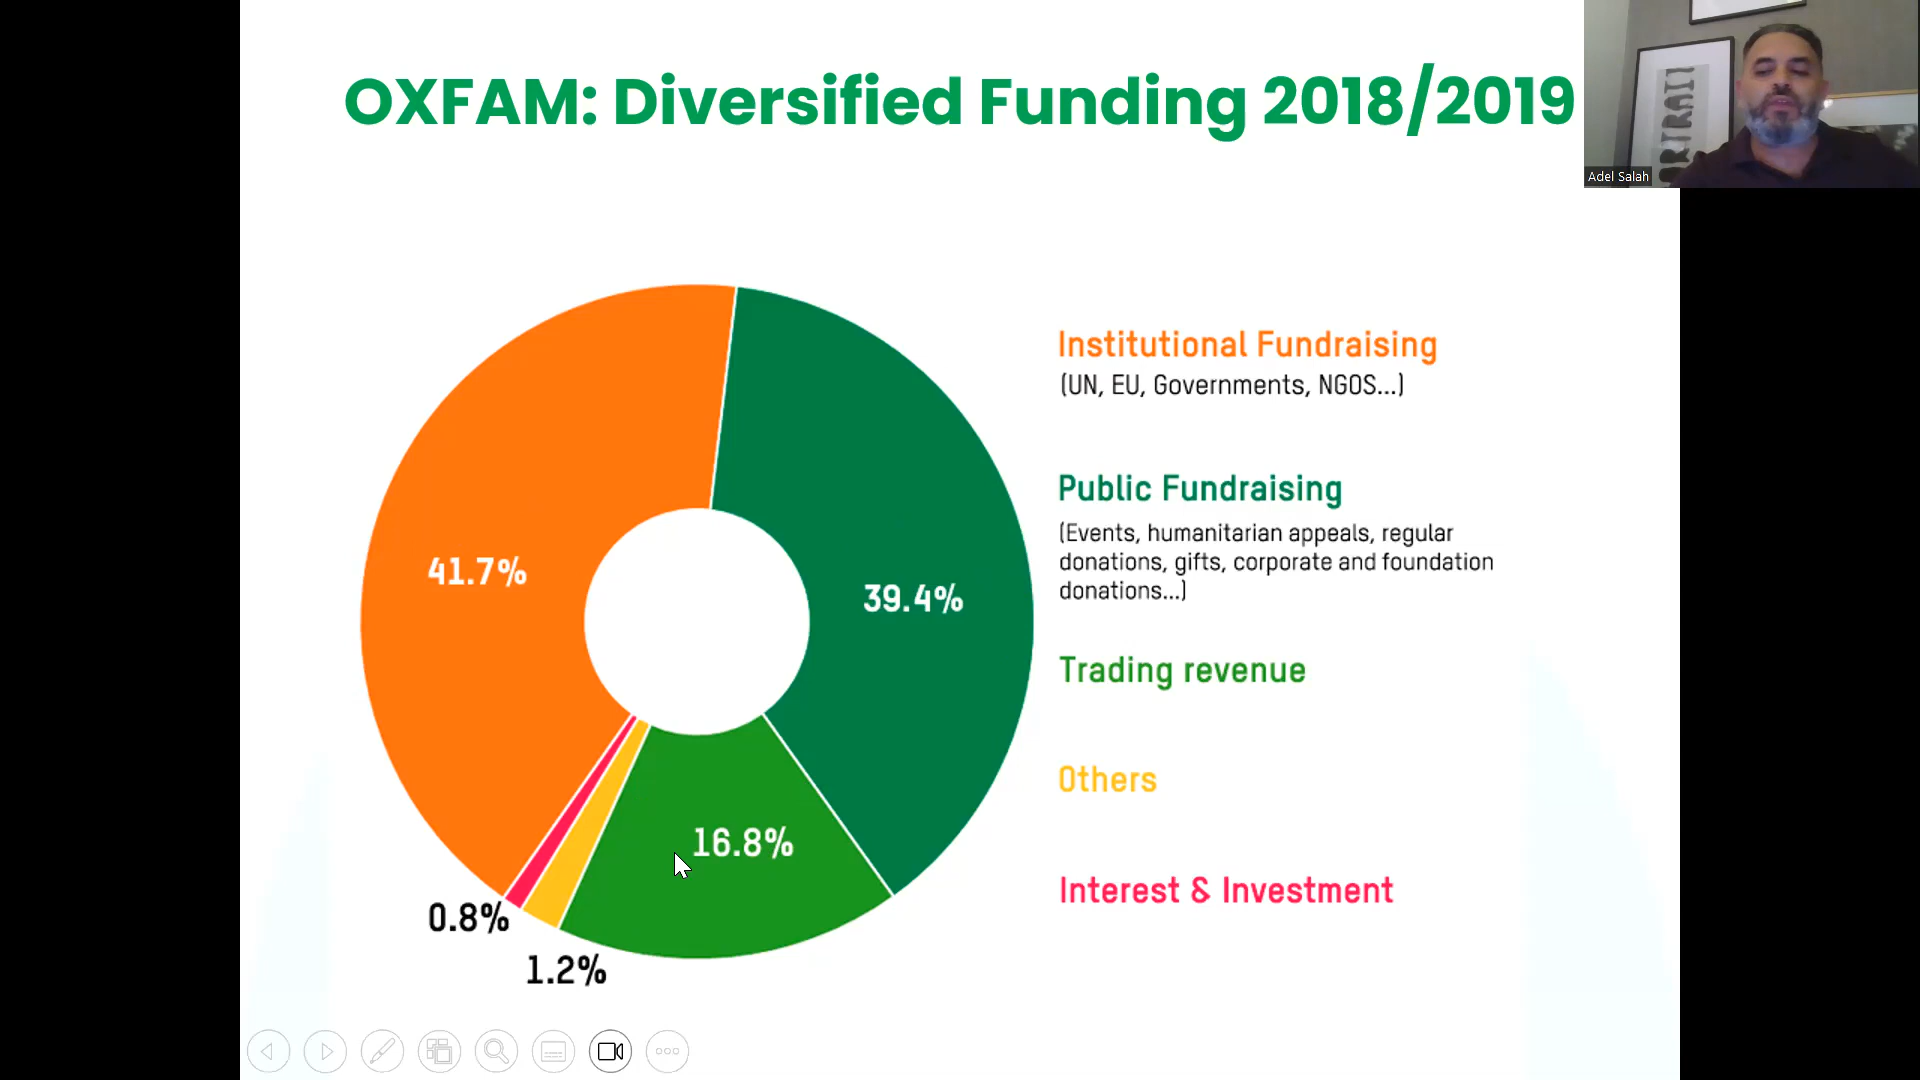 OXFAM: Diversified Funding 2018/2019
Adel Salah
Institutional Fundraising
(UN, EU, Governments, NGOS...)
Public Fundraising
(Events, humanitarian appeals, regular
donations, gifts, corporate and foundation
donations...)
Trading revenue
Others
Interest & Investment
41.7%
39.4%
16.8%
0.8%
1.2%